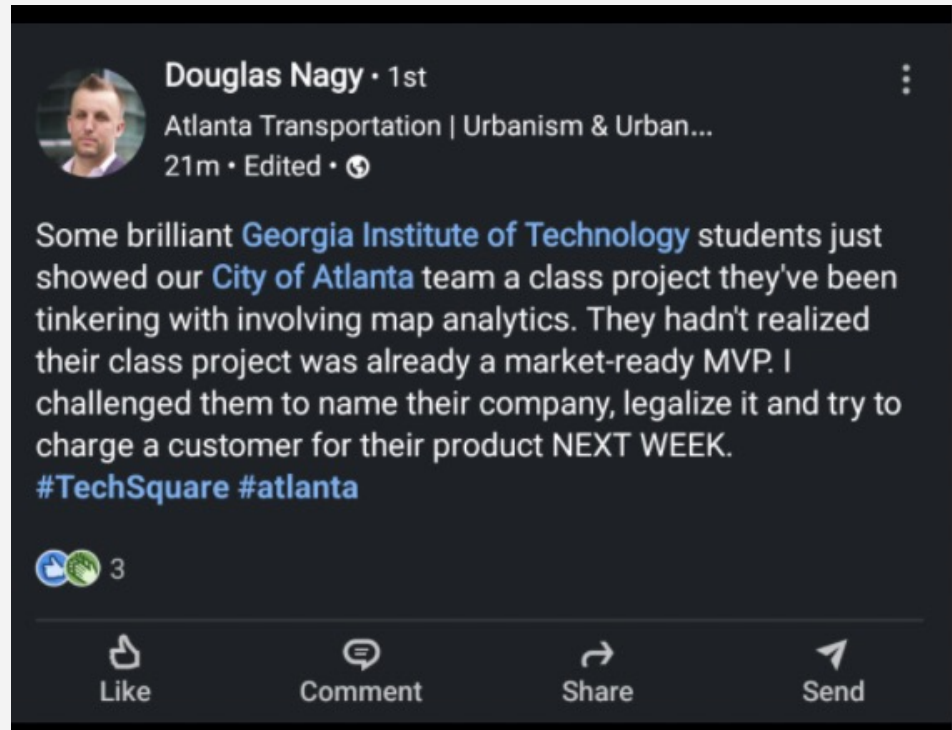 Douglas Nagy • 1st
Atlanta Transportation | Urbanism & Urban...
21m • Edited •
Some brilliant Georgia Institute of Technology students just
showed our City of Atlanta team a class project they've been
tinkering with involving map analytics. They hadn't realized
their class project was already a market-ready MVP. I
challenged them to name their company, legalize it and try to
charge a customer for their product NEXT WEEK.
#TechSquare #atlanta
3
Like Comment Share Send